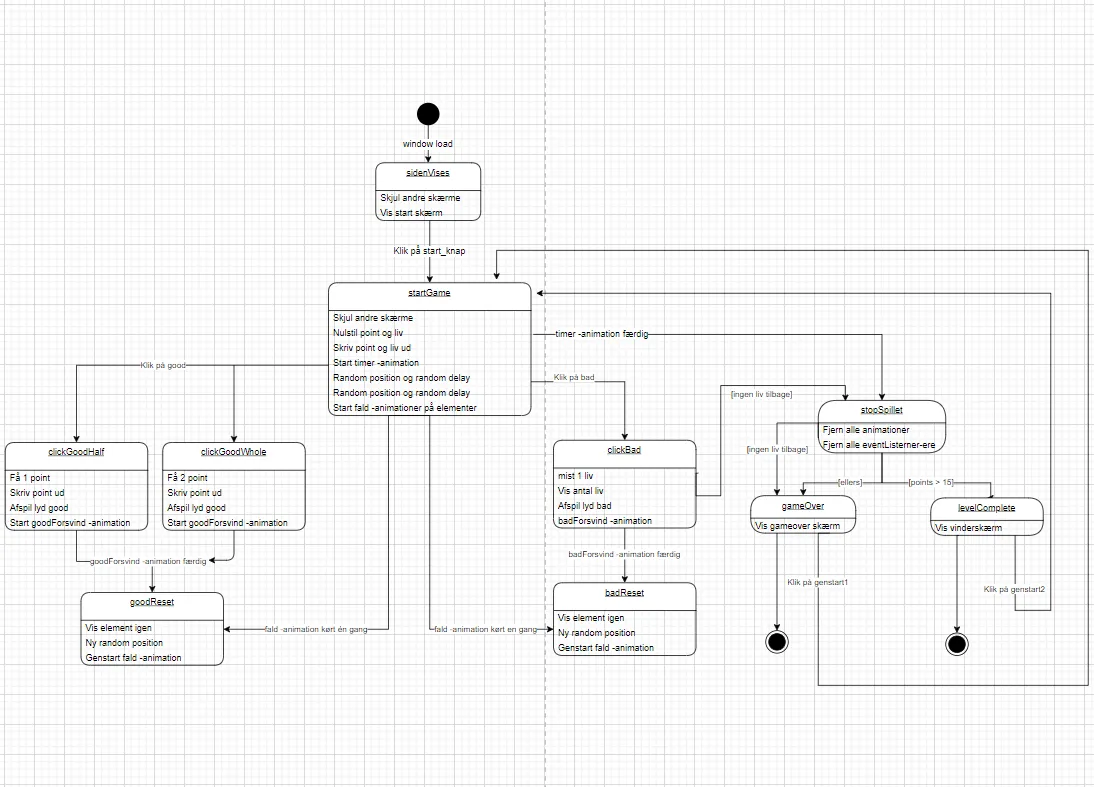 window load
sidenVises
Skjul andre skærme
Vis start skærm
Klik på start_knap
startGame
Skjul andre skærme
Nulstil point og liv
Skriv point og liv ud
Start timer -animation
Random position og random delay
Random position og random delay
Start fald -animationer på elementer
timer -animation færdig
Klik på good
Klik på bad
[ingen liv tilbage]
stopSpillet
Fjern alle animationer
Fjern alle eventListerner-ere
clickGoodHalf
Få 1 point
Skriv point ud
Afspil lyd good
Start goodForsvind -animation
clickGoodWhole
Få 2 point
Skriv point ud
Afspil lyd good
Start goodForsvind -animation
clickBad
mist 1 liv
Vis antal liv
Afspil lyd bad
badForsvind -animation
[ingen liv tilbage]
[ellers]
[points > 15]
gameOver
Vis gameover skærm
levelComplete
Vis vinderskærm
goodForsvind -animation færdig
badForsvind -animation færdig
Klik på genstart1
Klik på genstart2
goodReset
Vis element igen
Ny random position
Genstart fald -animation
fald -animation kørt én gang
fald -animation kørt en gang
badReset
Vis element igen
Ny random position
Genstart fald -animation